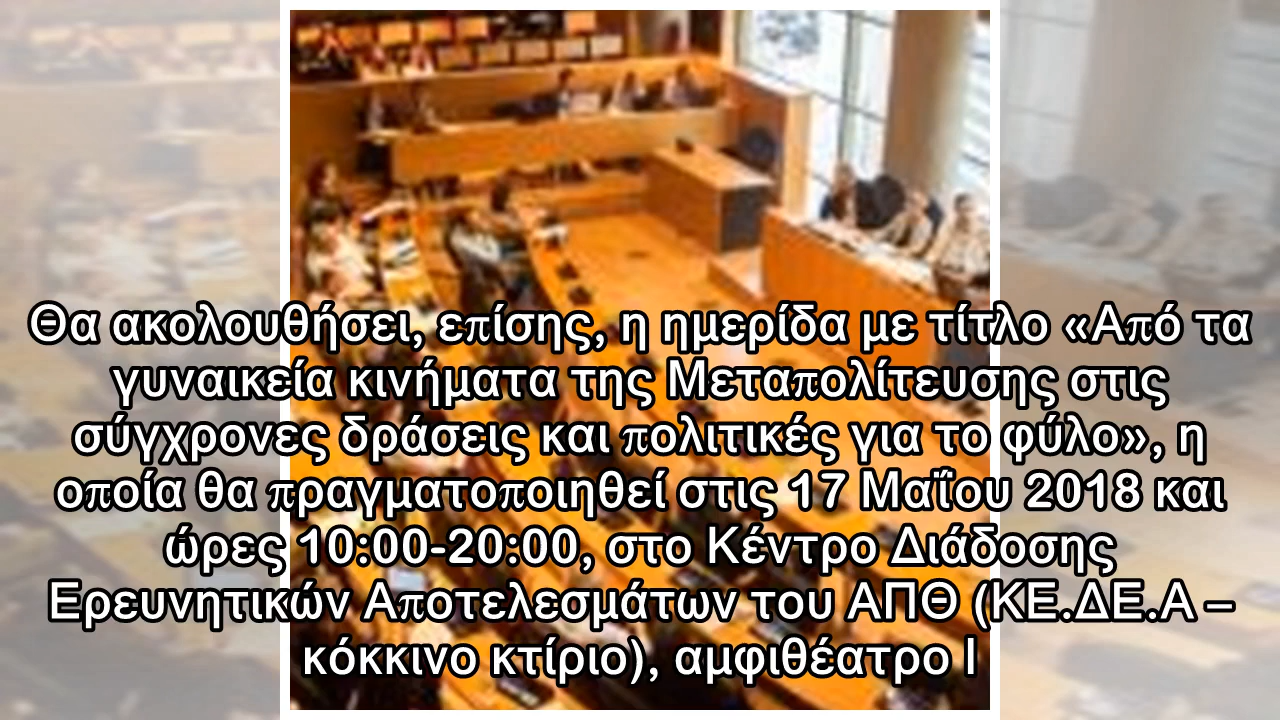 Θα ακολουθήσει, επίσης, η ημερίδα με τίτλο «Από τα
γυναικεία κινήματα της Μεταπολίτευσης στις
σύγχρονες δράσεις και πολιτικές για το φύλο», η
οποία θα πραγματοποιηθεί στις 17 Μαΐου 2018 και
ώρες 10:00-20:00, στο Κέντρο Διάδοσης
Ερευνητικών Αποτελεσμάτων του ΑΠΘ (ΚΕ.ΔΕ.Α –
κόκκινο κτίριο), αμφιθέατρο Ι